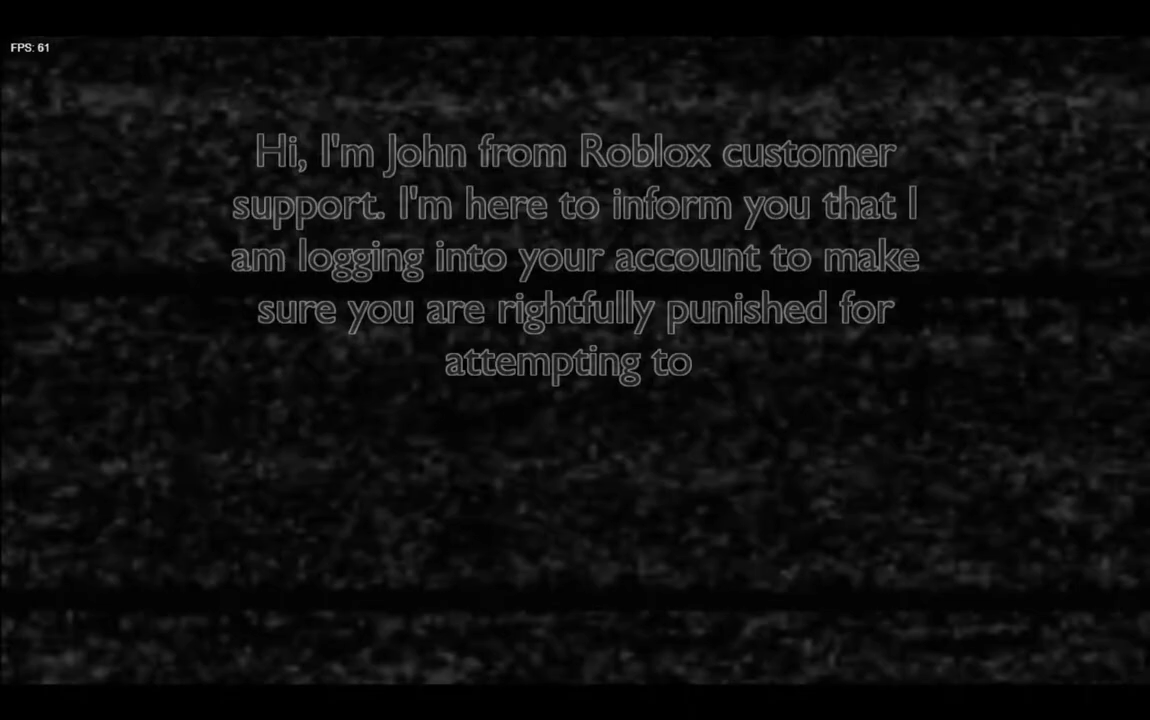 FPS: 61
Hi, I'm John from Roblox customer
support. I'm here to inform you that I
am logging into your account to make
sure you are rightfully punished for
attempting to